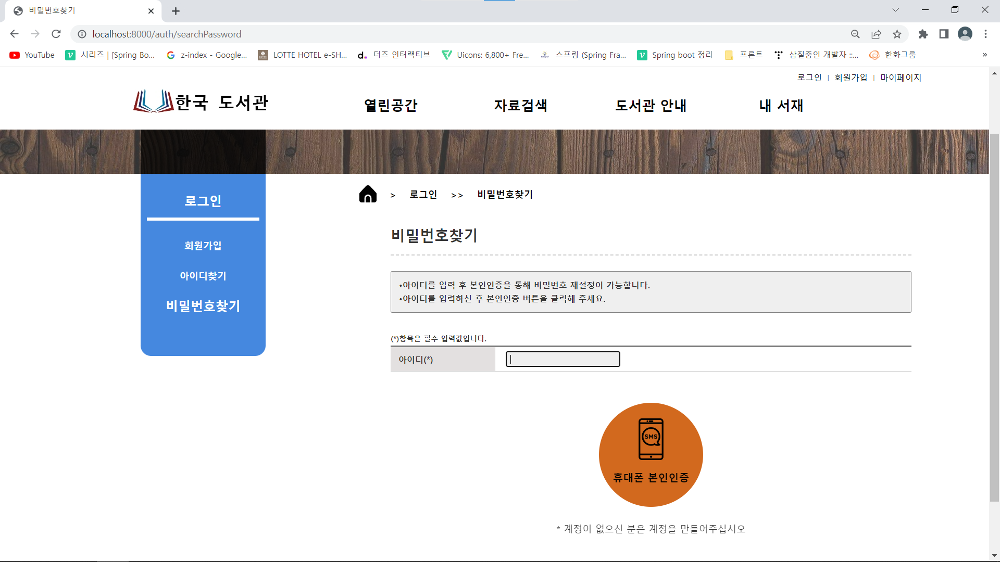 비밀번호찾기
localhost:8000/auth/searchPassword
YouTube
시리즈 | [Spring Bo...
z-index - Google...
LOTTE HOTEL e-SH...
더즈 인터랙티브
Uicons: 6,800+ Fre...
스프링 (Spring Fra...
Spring boot 정리
프론트
삽질중인 개발자 ::...
한화그룹
»
로그인 | 회원가입 | 마이페이지
한국 도서관
열린공간
자료검색
도서관 안내
내 서재
로그인
회원가입
아이디찾기
비밀번호찾기
> 로그인 >> 비밀번호찾기
비밀번호찾기
•아이디를 입력 후 본인인증을 통해 비밀번호 재설정이 가능합니다.
•아이디를 입력하신 후 본인인증 버튼을 클릭해 주세요.
(*)항목은 필수 입력값입니다.
아이디(*)
SMS
휴대폰 본인인증
* 계정이 없으신 분은 계정을 만들어주십시오